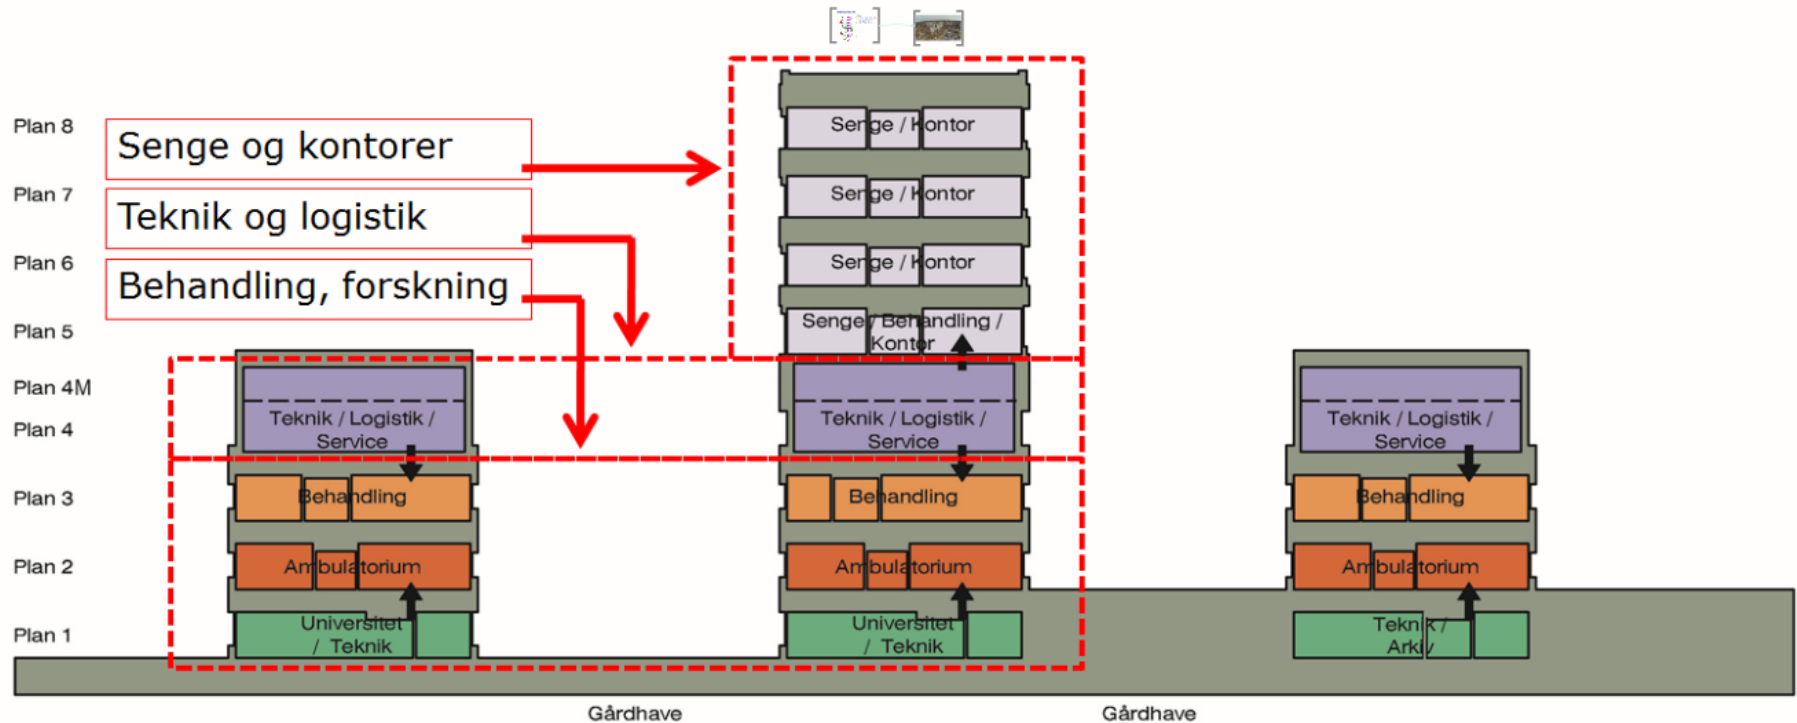 Plan 8
Senge og kontorer
Senge / Kontor
Plan 7
Teknik og logistik
Senge / Kontor
Plan 6
Behandling, forskning
Senge / Kontor
Plan 5
Senge / Behandling /
Kontor
Plan 4M
Plan 4
Teknik / Logistik /
Service
Teknik / Logistik /
Service
Teknik / Logistik /
Service
Plan 3
Behandling
Behandling
Behandling
Plan 2
Ambulatorium
Ambulatorium
Ambulatorium
Plan 1
Universitet
/ Teknik
Universitet
/ Teknik
Teknik /
Arkiv
Gårdhave
Gårdhave